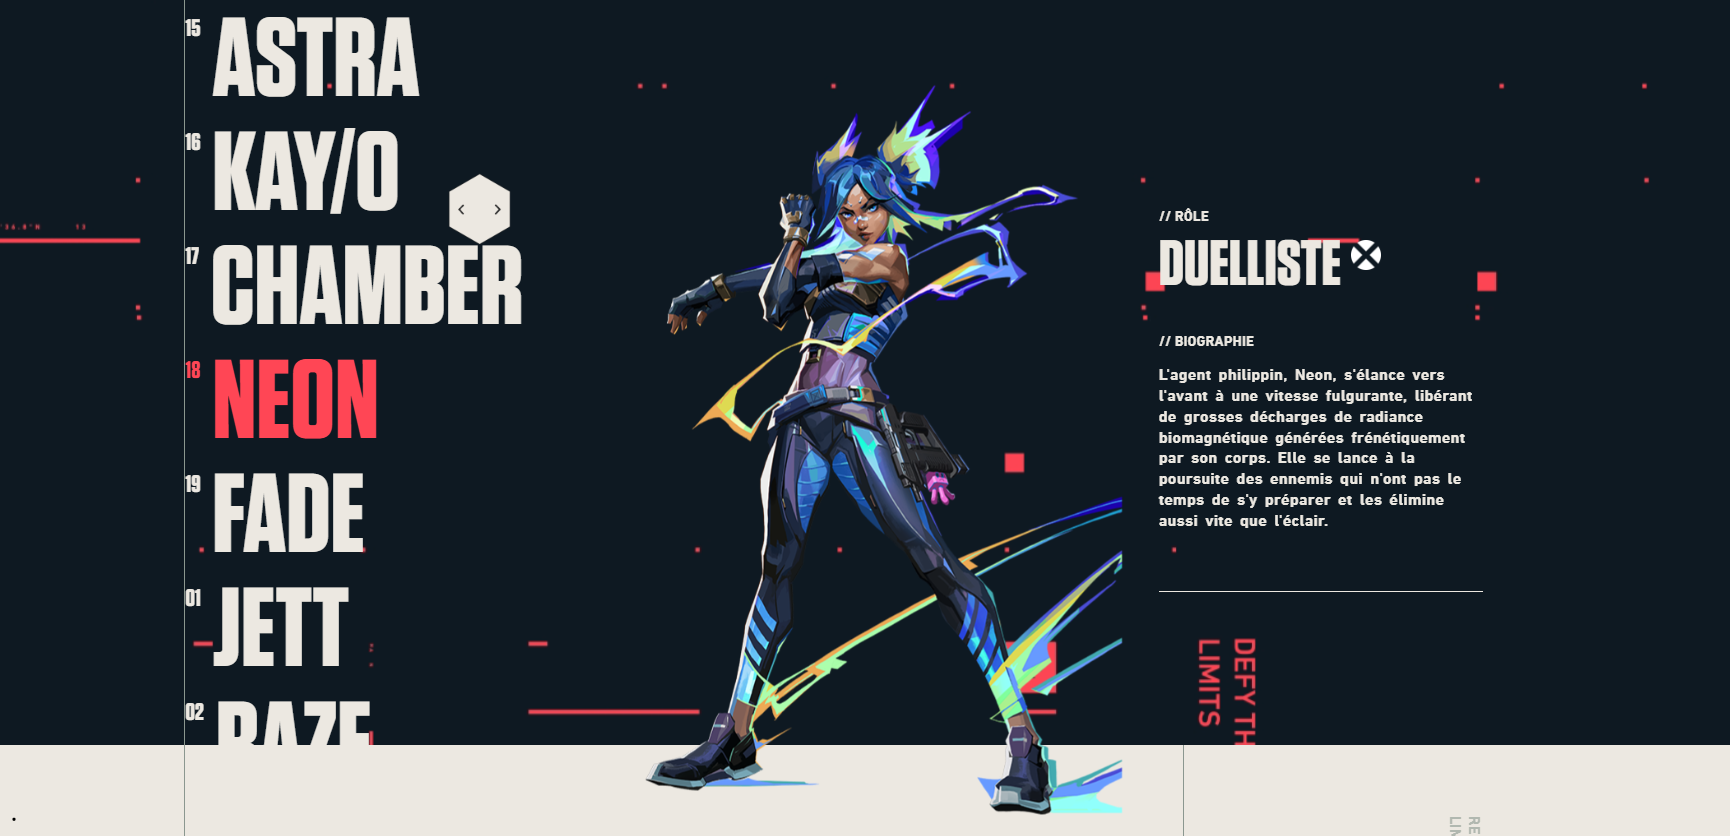 15
ASTRA
16
KAY/O
17
CHAMBER
18
NEON
19
FADE
01
JETT
02
RAZE
// RÔLE
DUELLISTE
// BIOGRAPHIE
L'agent philippin, Neon, s'élance vers
l'avant à une vitesse fulgurante, libérant
de grosses décharges de radiance
biomagnétique générées frénétiquement
par son corps. Elle se lance à la
poursuite des ennemis qui n'ont pas le
temps de s'y préparer et les élimine
aussi vite que l'éclair.
DEFY TH
LIMITS